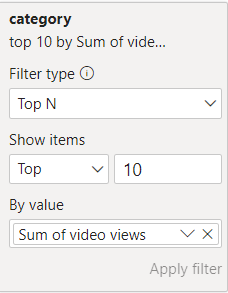 category
top 10 by Sum of vide...
Filter type
Top N
Show items
Top 10
By value
Sum of video views
Apply filter